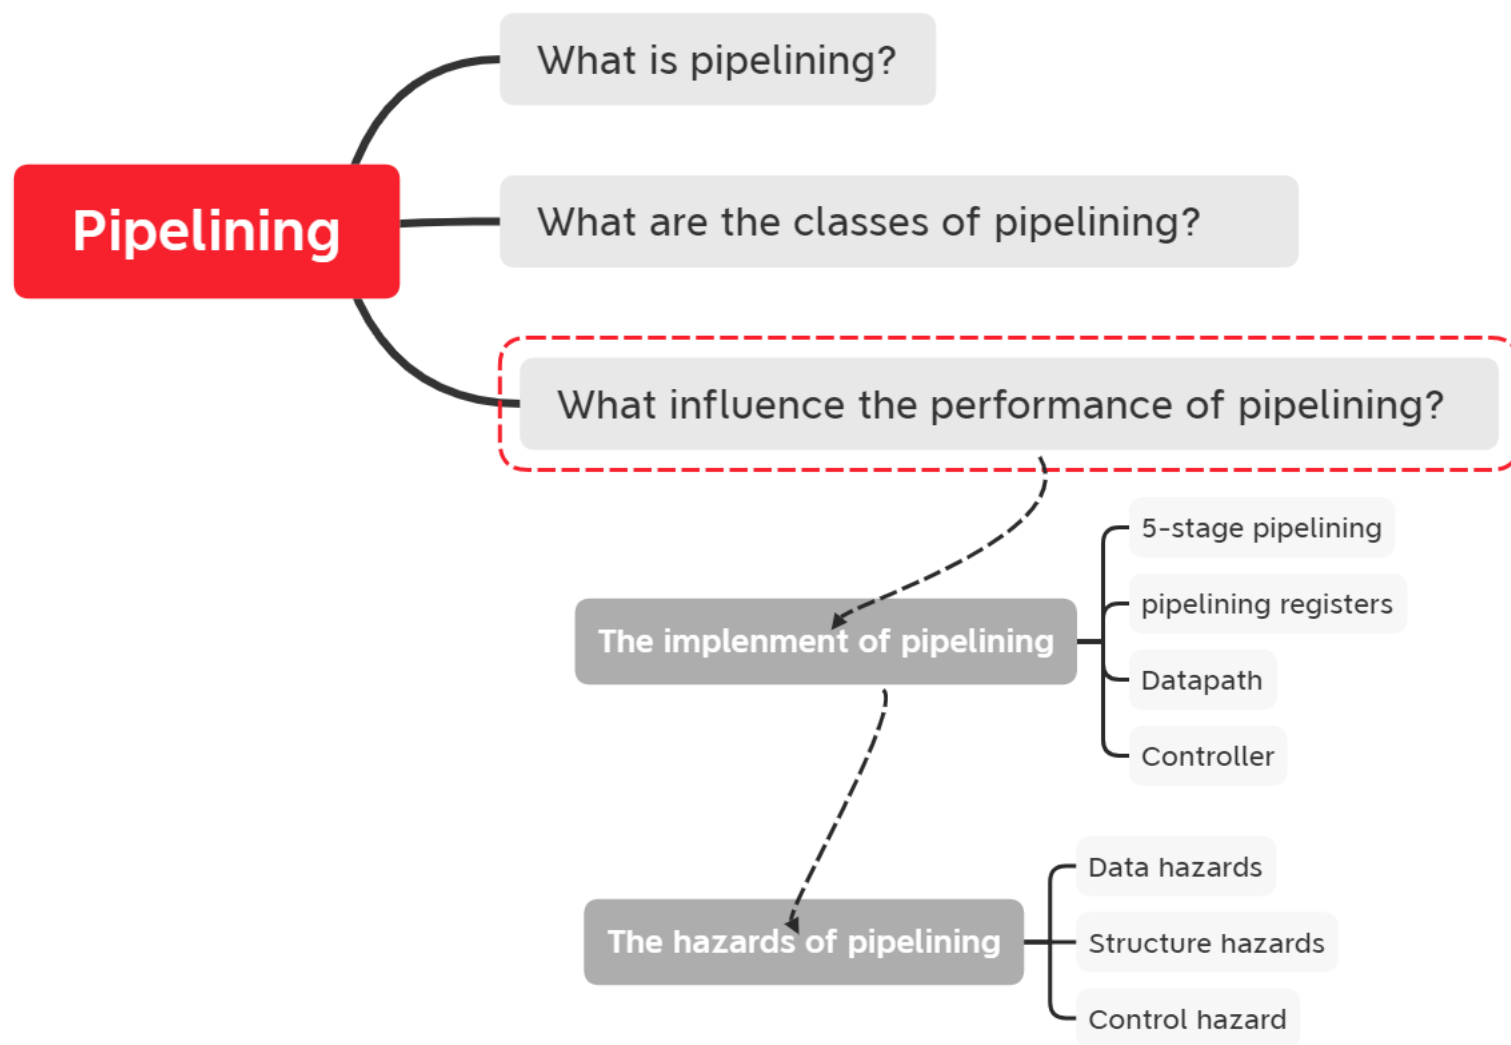 What is pipelining?
Pipelining
What are the classes of pipelining?
What influence the performance of pipelining?
5-stage pipelining
pipelining registers
The implenment of pipelining
Datapath
Controller
Data hazards
The hazards of pipelining
Structure hazards
Control hazard